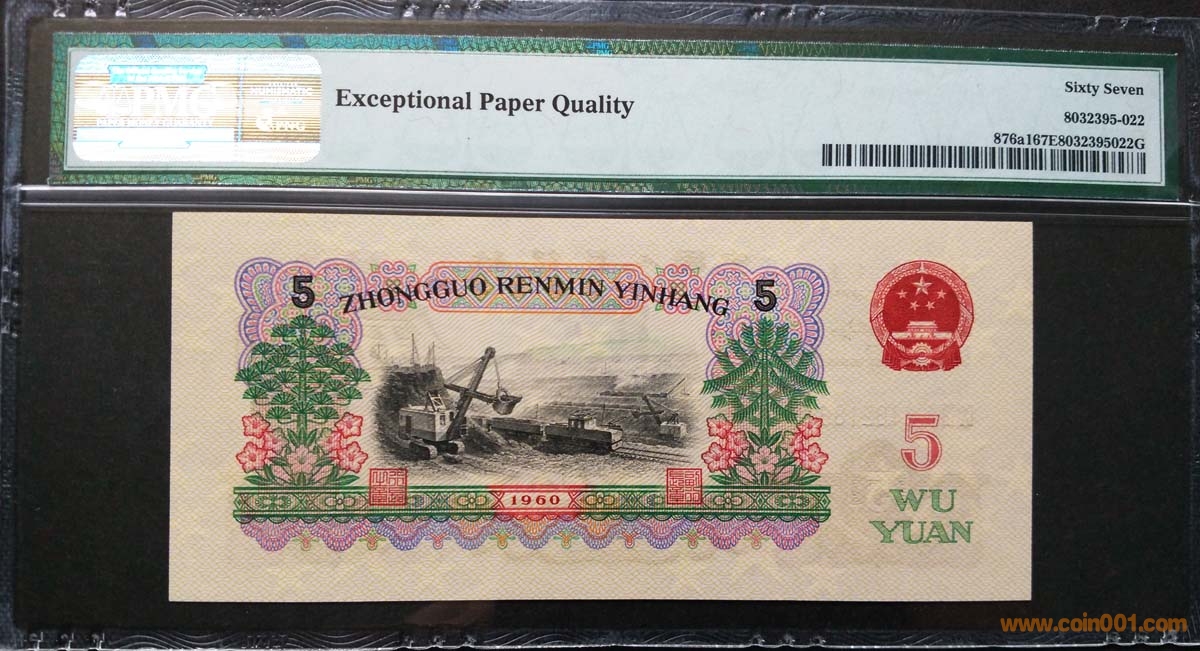 PMG
Exceptional Paper Quality
Sixty Seven
8032395-022
876a167E8032395022G
5 ZHONGGUO RENMIN YINHANG 5
1960
5
WU
YUAN
www.coin001.com